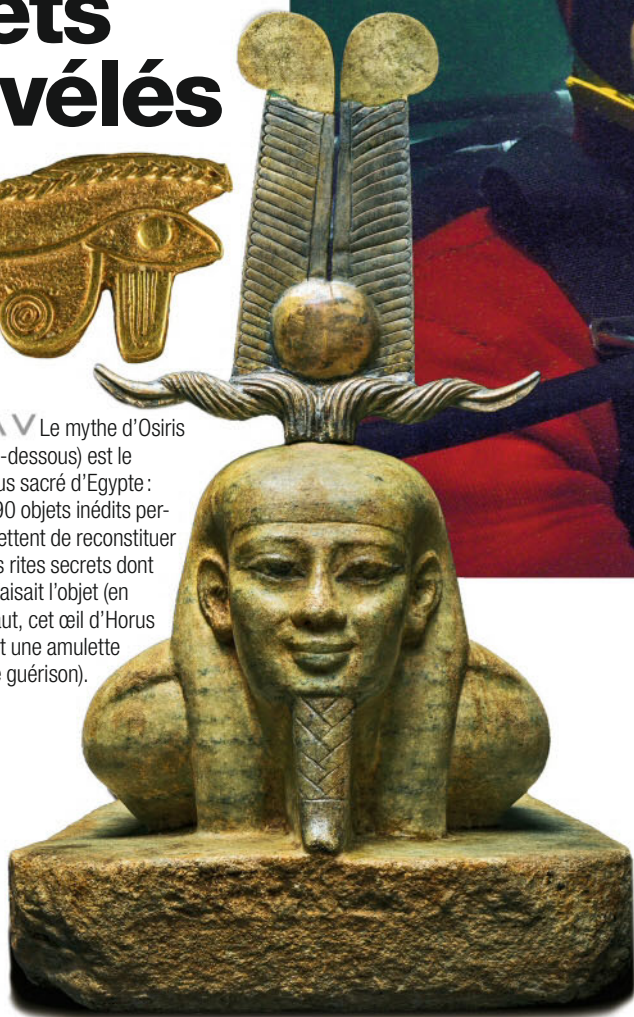 ets
vélés
Le mythe d’Osiris
-dessous) est le
us sacré d’Egypte :
90 objets inédits per-
ettent de reconstituer
s rites secrets dont
aisait l’objet (en
aut, cet œil d’Horus
t une amulette
e guérison).